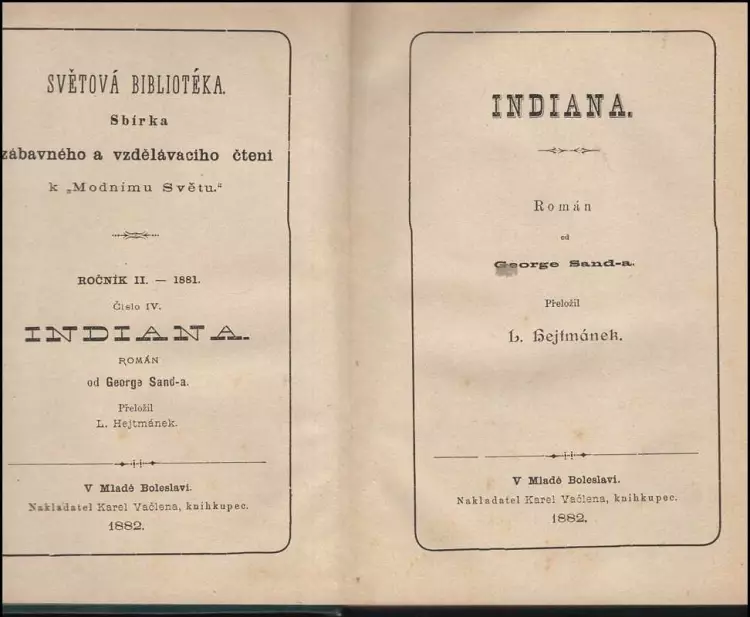 SVĚTOVÁ BIBLIOTÉKA.
Sbírka
zábavného a vzdělávacího čtení
k „Modnímu Světu.“
ROČNÍK II. — 1881.
Číslo IV.
INDIANA.
ROMÁN
od George Sand-a.
Přeložil
L. Hejtmánek.
V Mladé Boleslavi.
Nakladatel Karel Vačlena, knihkupec.
1882.
INDIANA.
Román
od
George Sand-a.
Přeložil
L. Hejtmánek.
V Mladé Boleslavi.
Nakladatel Karel Vačlena, knihkupec.
1882.